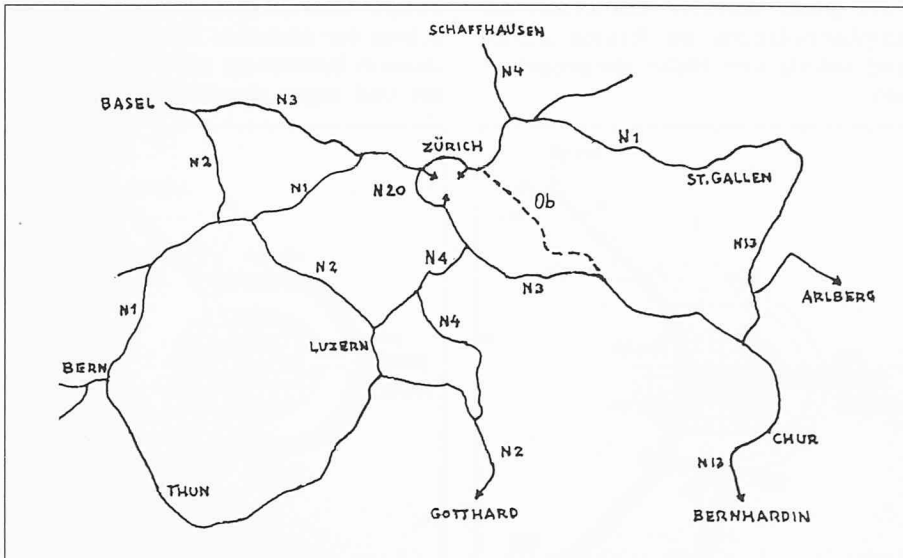 SCHAFFHAUSEN
N4
BASEL
N3
ZÜRICH
N1
N2
N1
ST. GALLEN
N20
Ob
N13
N2
N4
N3
ARLBERG
N1
N4
LUZERN
BERN
CHUR
N2
N13
THUN
GOTTHARD
BERNHARDIN